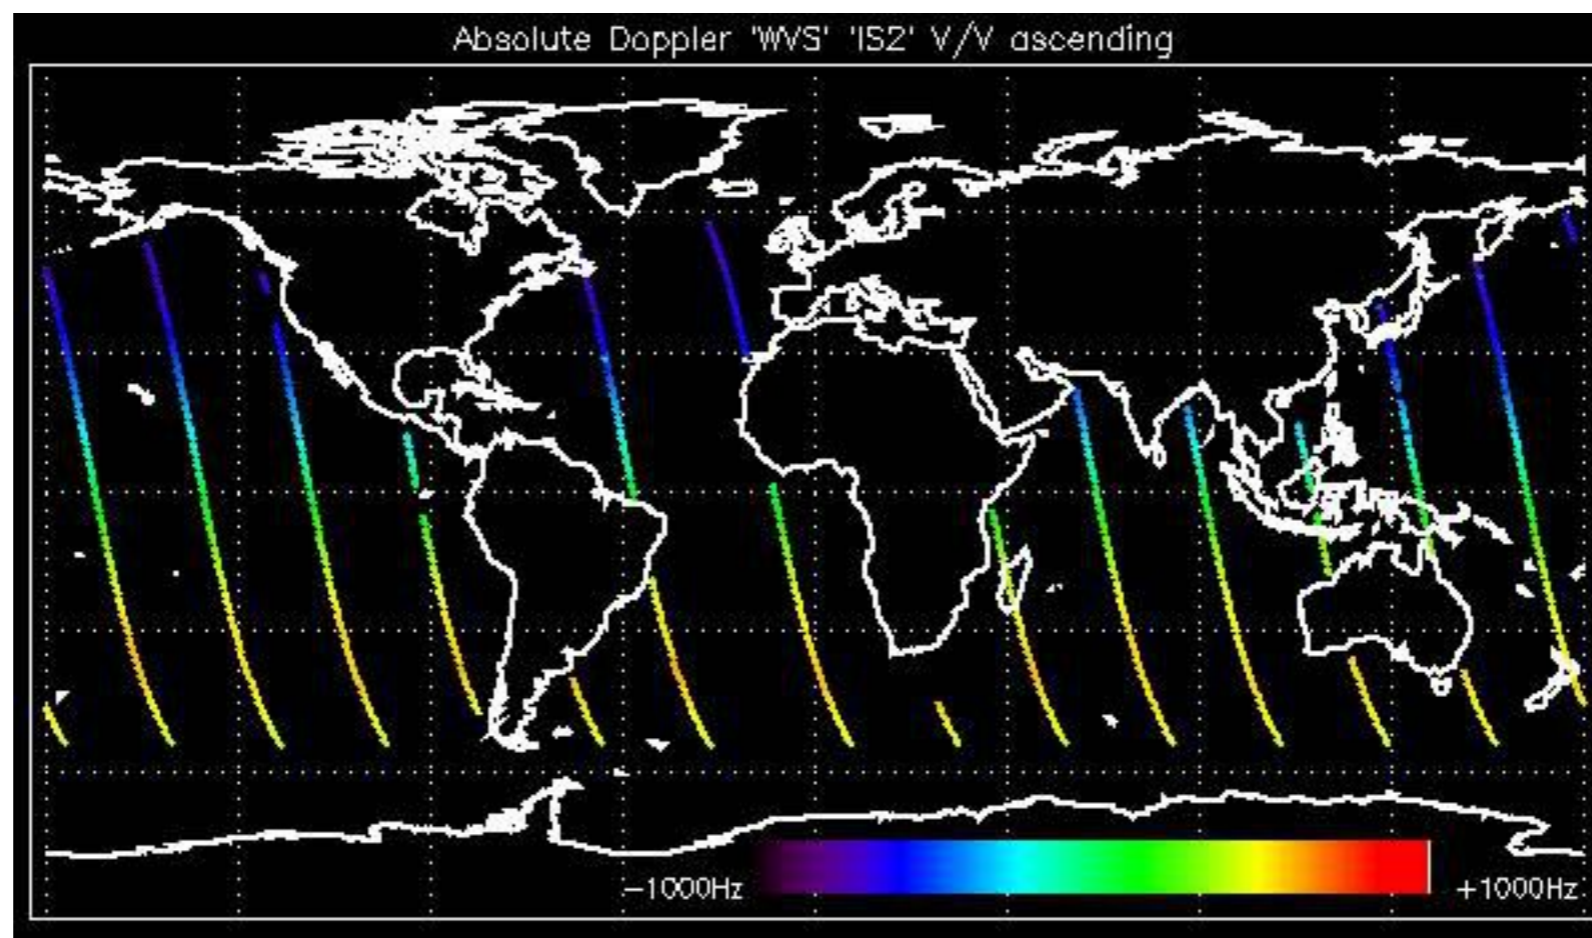 Absolute Doppler 'WVS' 'IS2' V/V ascending
-1000Hz +1000Hz